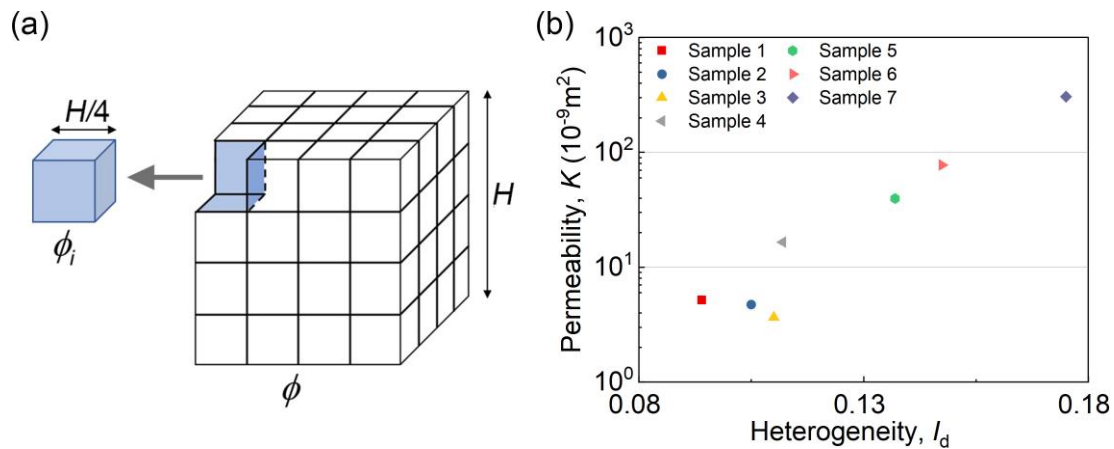 (a)
H/4
ϕi
H
ϕ
(b)
Permeability, K (10⁻⁹m²)
10³
10²
10¹
10⁰
Sample 1
Sample 2
Sample 3
Sample 4
Sample 5
Sample 6
Sample 7
0.08 0.13 0.18
Heterogeneity, Id